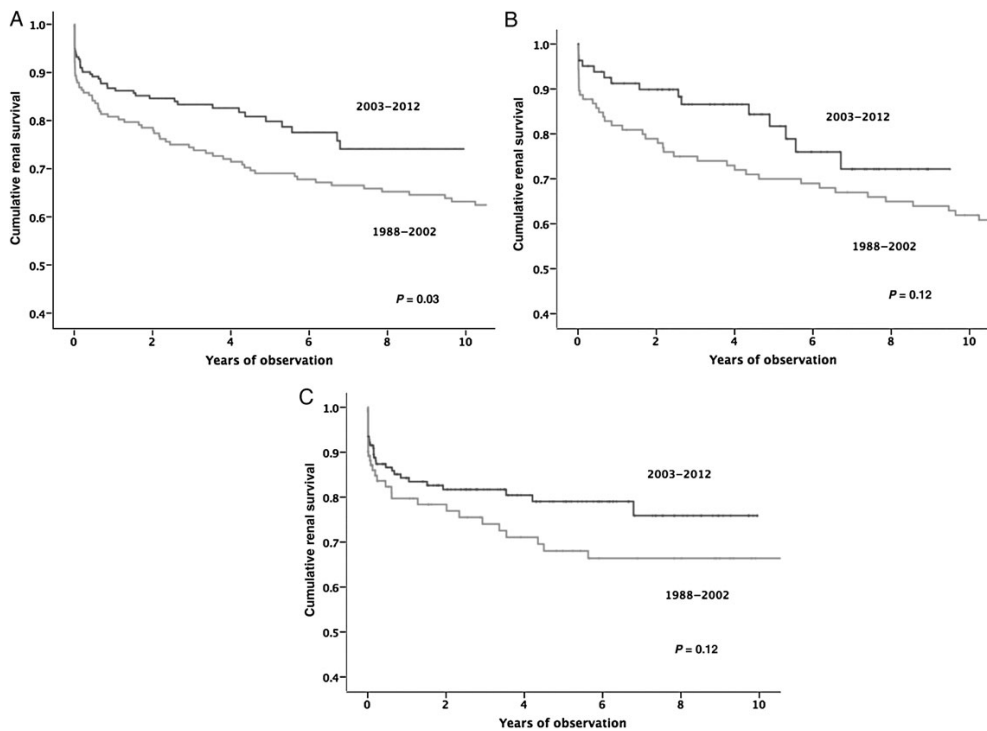 A
Cumulative renal survival
1.0
0.9
0.8
0.7
0.6
0.5
0.4
2003–2012
1988–2002
P = 0.03
0 2 4 6 8 10
Years of observation
B
Cumulative renal survival
1.0
0.9
0.8
0.7
0.6
0.5
0.4
2003–2012
1988–2002
P = 0.12
0 2 4 6 8 10
Years of observation
C
Cumulative renal survival
1.0
0.9
0.8
0.7
0.6
0.5
0.4
2003–2012
1988–2002
P = 0.12
0 2 4 6 8 10
Years of observation